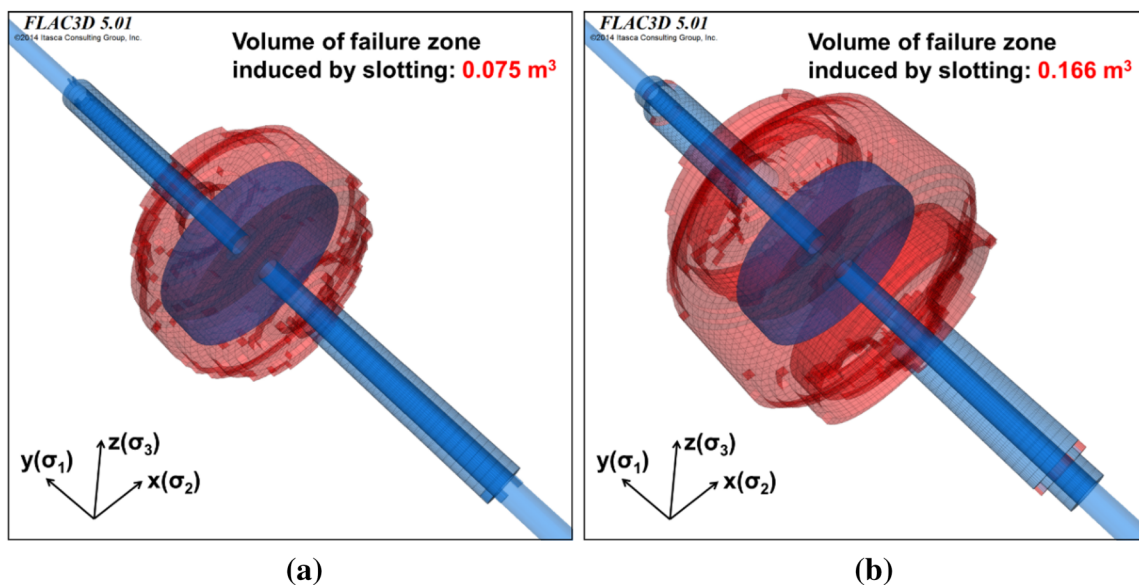 FLAC3D 5.01
©2014 Itasca Consulting Group, Inc.
Volume of failure zone
induced by slotting: 0.075 m³
z(σ₃)
y(σ₁)
x(σ₂)
(a)
FLAC3D 5.01
©2014 Itasca Consulting Group, Inc.
Volume of failure zone
induced by slotting: 0.166 m³
z(σ₃)
y(σ₁)
x(σ₂)
(b)